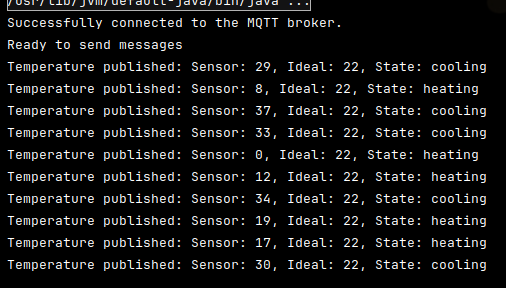 /usr/lib/jvm/default-java/bin/java ...
Successfully connected to the MQTT broker.
Ready to send messages
Temperature published: Sensor: 29, Ideal: 22, State: cooling
Temperature published: Sensor: 8, Ideal: 22, State: heating
Temperature published: Sensor: 37, Ideal: 22, State: cooling
Temperature published: Sensor: 33, Ideal: 22, State: cooling
Temperature published: Sensor: 0, Ideal: 22, State: heating
Temperature published: Sensor: 12, Ideal: 22, State: heating
Temperature published: Sensor: 34, Ideal: 22, State: cooling
Temperature published: Sensor: 19, Ideal: 22, State: heating
Temperature published: Sensor: 17, Ideal: 22, State: heating
Temperature published: Sensor: 30, Ideal: 22, State: cooling